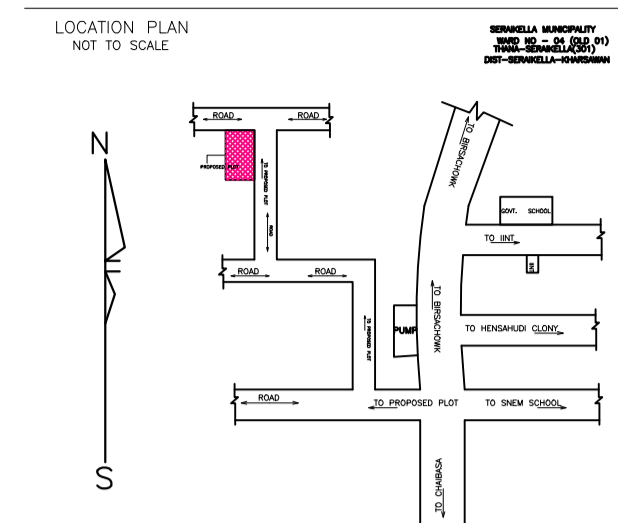 LOCATION PLAN
NOT TO SCALE
SERAIKELLA MUNICIPALITY
WARD NO - 04 (OLD 01)
THANA-SERAIKELLA(301)
DIST-SERAIKELLA-KHARSAWAN
ROAD
ROAD
N
PROPOSED PLOT
TO PROPOSED PLOT
ROAD
TO BIRSACHOWK
GOVT. SCHOOL
TO IINT
IINT
ROAD
ROAD
TO PROPOSED PLOT
PUMP
TO BIRSACHOWK
TO HENSAHUDI CLONY
ROAD
TO PROPOSED PLOT
TO SNEM SCHOOL
S
TO CHAIBASA